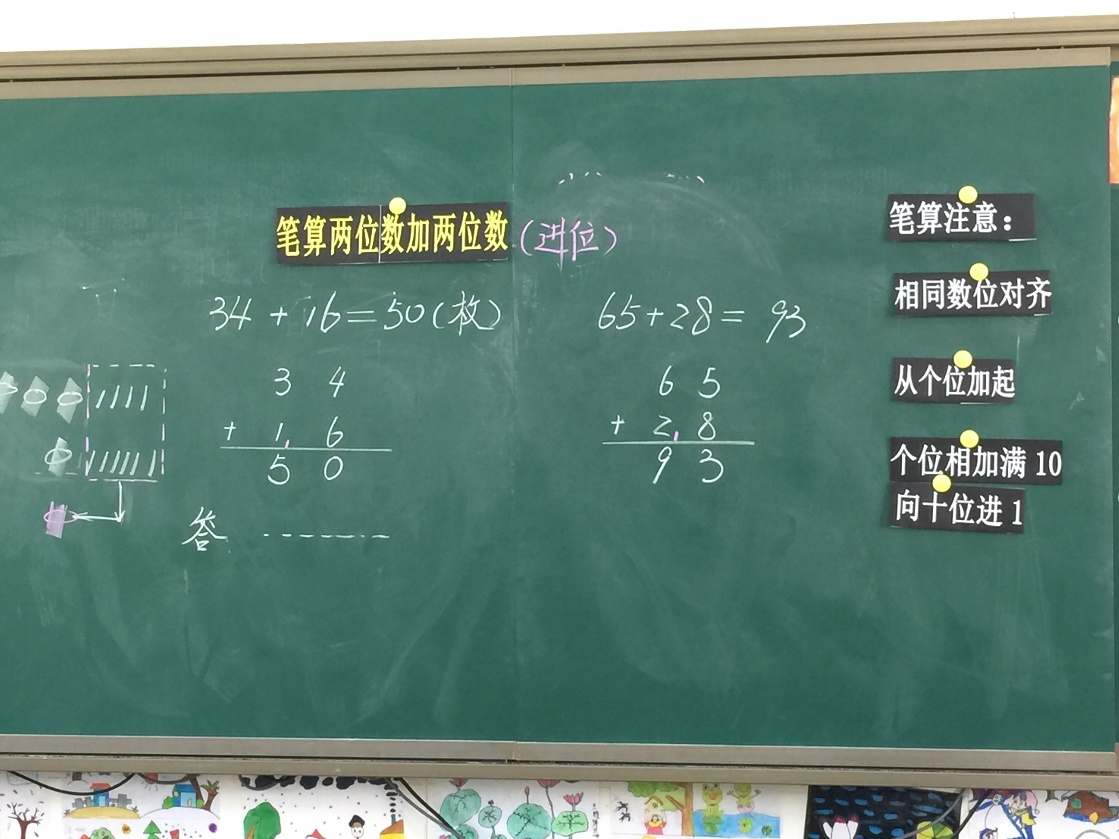 笔算两位数加两位数（进位）
34+16=50(枚)
3 4
+ 1 6
5 0
答：
65+28= 93
6 5
+ 2 8
9 3
笔算注意：
相同数位对齐
从个位加起
个位相加满10
向十位进1